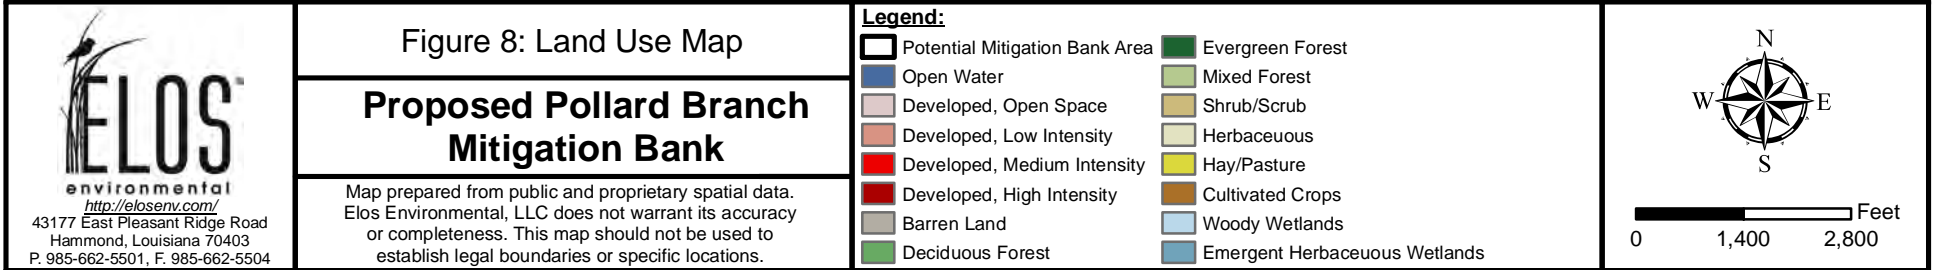 ELOS
environmental
http://elosenv.com/
43177 East Pleasant Ridge Road
Hammond, Louisiana 70403
P. 985-662-5501, F. 985-662-5504
Figure 8: Land Use Map
Proposed Pollard Branch
Mitigation Bank
Map prepared from public and proprietary spatial data.
Elos Environmental, LLC does not warrant its accuracy
or completeness. This map should not be used to
establish legal boundaries or specific locations.
Legend:
Potential Mitigation Bank Area
Open Water
Developed, Open Space
Developed, Low Intensity
Developed, Medium Intensity
Developed, High Intensity
Barren Land
Deciduous Forest
Evergreen Forest
Mixed Forest
Shrub/Scrub
Herbaceuous
Hay/Pasture
Cultivated Crops
Woody Wetlands
Emergent Herbaceuous Wetlands
N
W E
S
Feet
0 1,400 2,800